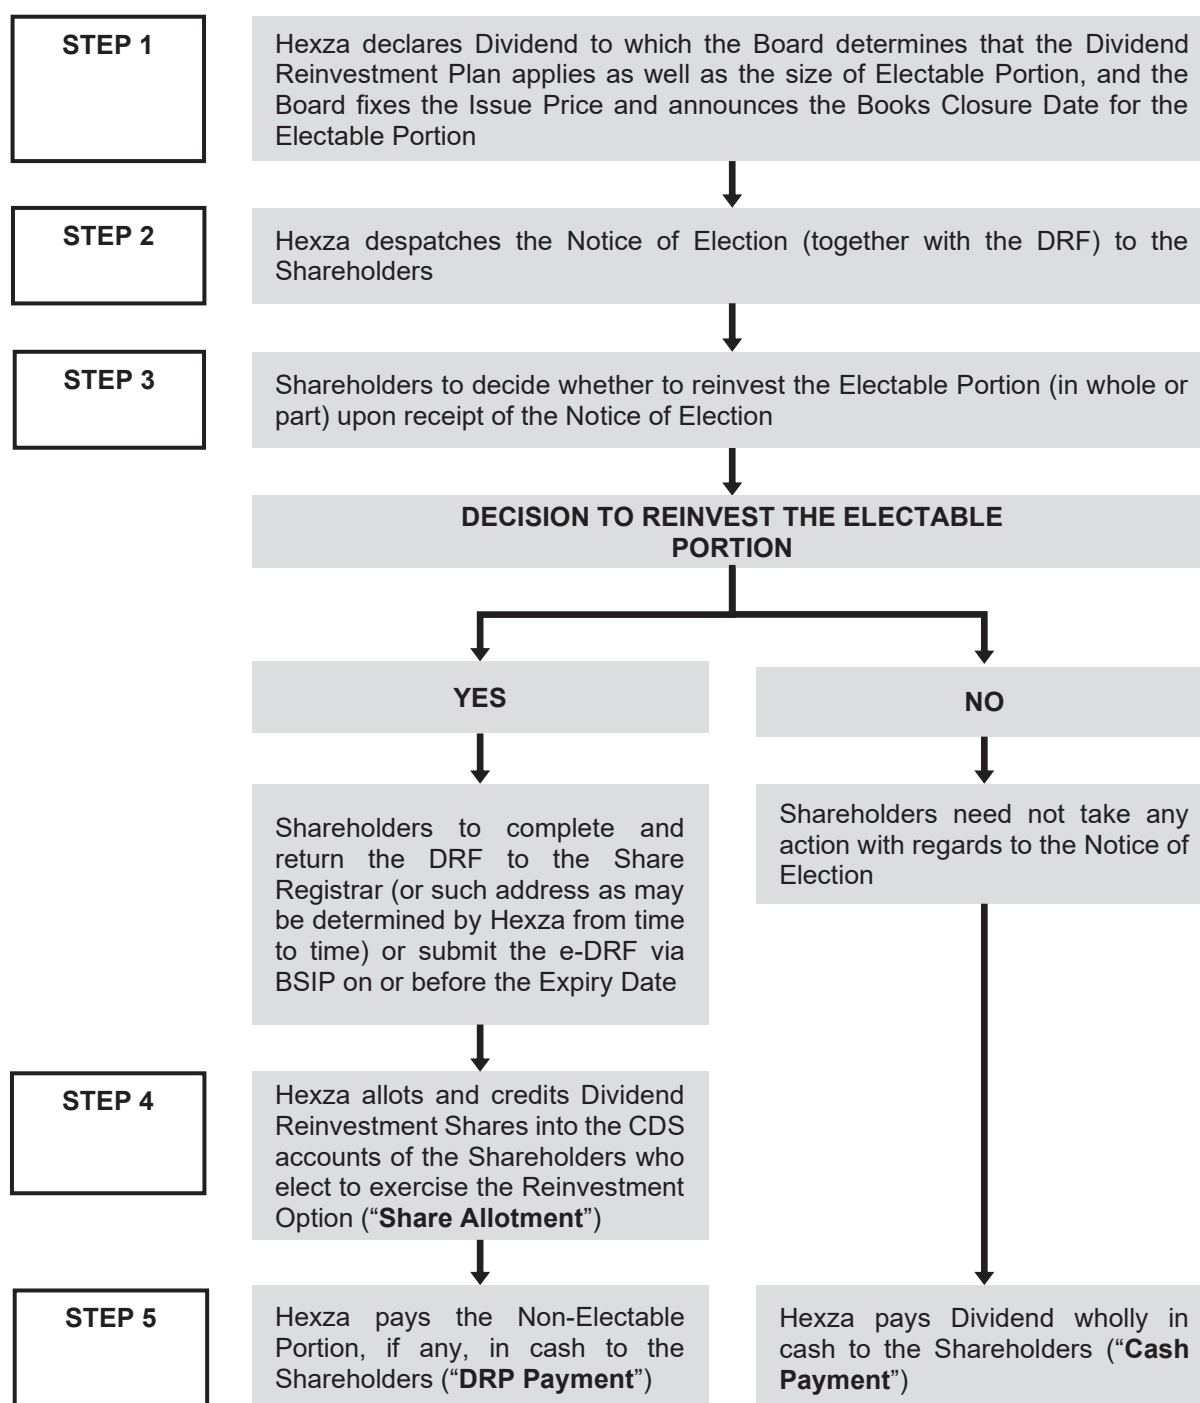 STEP 1
Hexza declares Dividend to which the Board determines that the Dividend
Reinvestment Plan applies as well as the size of Electable Portion, and the
Board fixes the Issue Price and announces the Books Closure Date for the
Electable Portion
STEP 2
Hexza despatches the Notice of Election (together with the DRF) to the
Shareholders
STEP 3
Shareholders to decide whether to reinvest the Electable Portion (in whole or
part) upon receipt of the Notice of Election
DECISION TO REINVEST THE ELECTABLE
PORTION
YES
Shareholders to complete and
return the DRF to the Share
Registrar (or such address as may
be determined by Hexza from time
to time) or submit the e-DRF via
BSIP on or before the Expiry Date
NO
Shareholders need not take any
action with regards to the Notice of
Election
STEP 4
Hexza allots and credits Dividend
Reinvestment Shares into the CDS
accounts of the Shareholders who
elect to exercise the Reinvestment
Option (“Share Allotment”)
STEP 5
Hexza pays the Non-Electable
Portion, if any, in cash to the
Shareholders (“DRP Payment”)
Hexza pays Dividend wholly in
cash to the Shareholders (“Cash
Payment”)